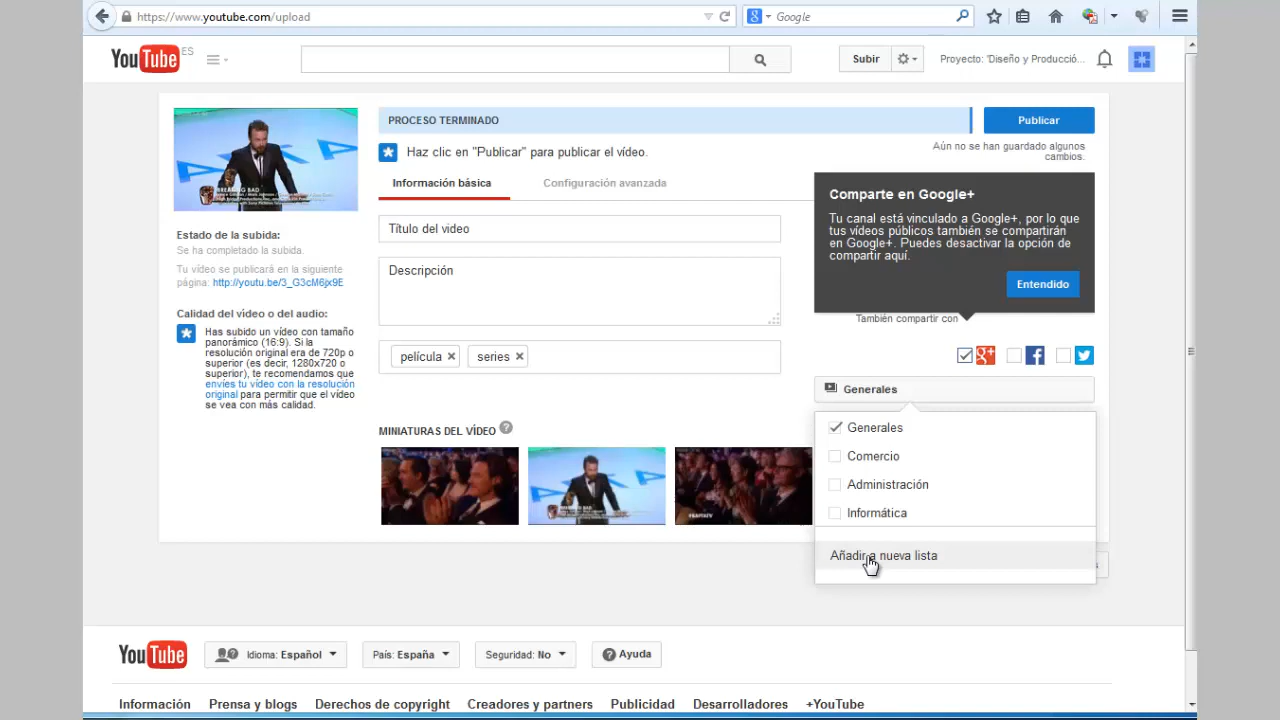 https://www.youtube.com/upload
Google
YouTube ES
Subir
Proyecto: 'Diseño y Producció...
PROCESO TERMINADO
Publicar
Haz clic en "Publicar" para publicar el vídeo.
Aún no se han guardado algunos
cambios.
Información básica
Configuración avanzada
Comparte en Google+
Tu canal está vinculado a Google+, por lo que
tus vídeos públicos también se compartirán
en Google+. Puedes desactivar la opción de
compartir aquí.
Entendido
También compartir con
Título del video
Descripción
película
series
BREAKING BAD
Estado de la subida:
Se ha completado la subida.
Tu vídeo se publicará en la siguiente
página: http://youtu.be/3_G3cM6jx9E
Calidad del vídeo o del audio:
Has subido un vídeo con tamaño
panorámico (16:9). Si la
resolución original era de 720p o
superior (es decir, 1280x720 o
superior), te recomendamos que
envíes tu vídeo con la resolución
original para permitir que el vídeo
se vea con más calidad.
MINIATURAS DEL VÍDEO
Generales
Generales
Comercio
Administración
Informática
Añadir a nueva lista
YouTube
Idioma: Español
País: España
Seguridad: No
Ayuda
Información
Prensa y blogs
Derechos de copyright
Creadores y partners
Publicidad
Desarrolladores
+YouTube